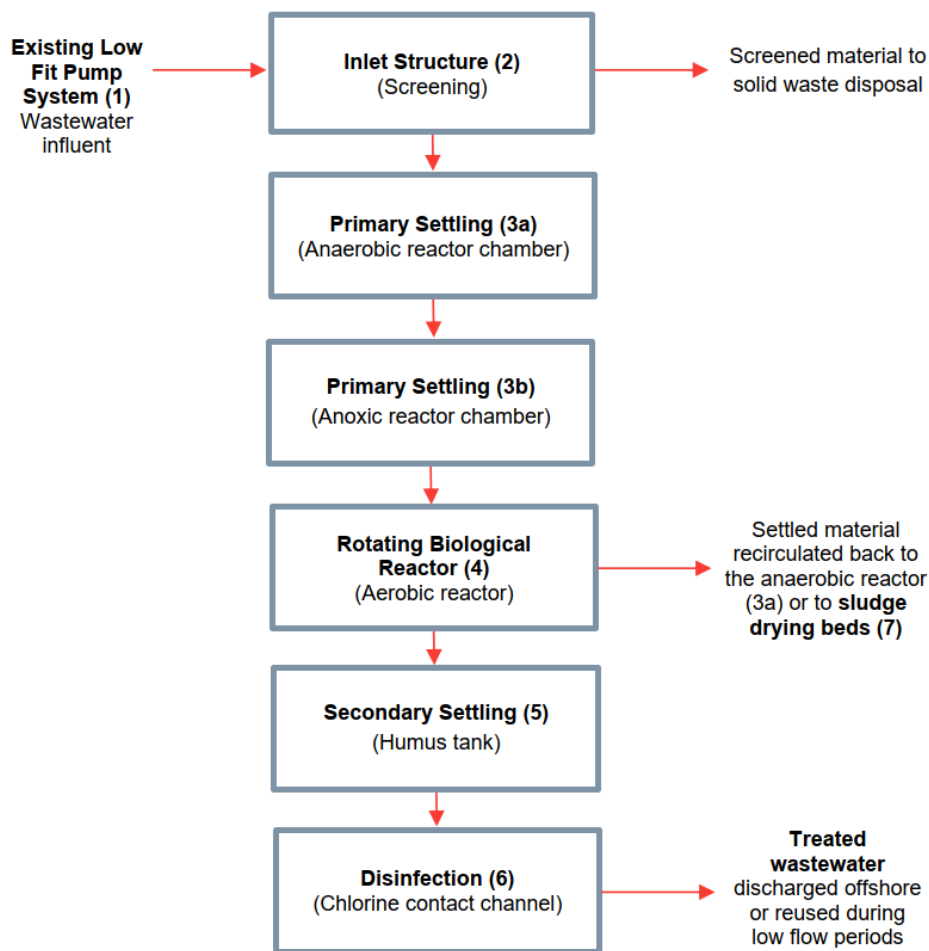 Existing Low
Fit Pump
System (1)
Wastewater
influent
Inlet Structure (2)
(Screening)
Screened material to
solid waste disposal
Primary Settling (3a)
(Anaerobic reactor chamber)
Primary Settling (3b)
(Anoxic reactor chamber)
Rotating Biological
Reactor (4)
(Aerobic reactor)
Settled material
recirculated back to
the anaerobic reactor
(3a) or to sludge
drying beds (7)
Secondary Settling (5)
(Humus tank)
Disinfection (6)
(Chlorine contact channel)
Treated
wastewater
discharged offshore
or reused during
low flow periods